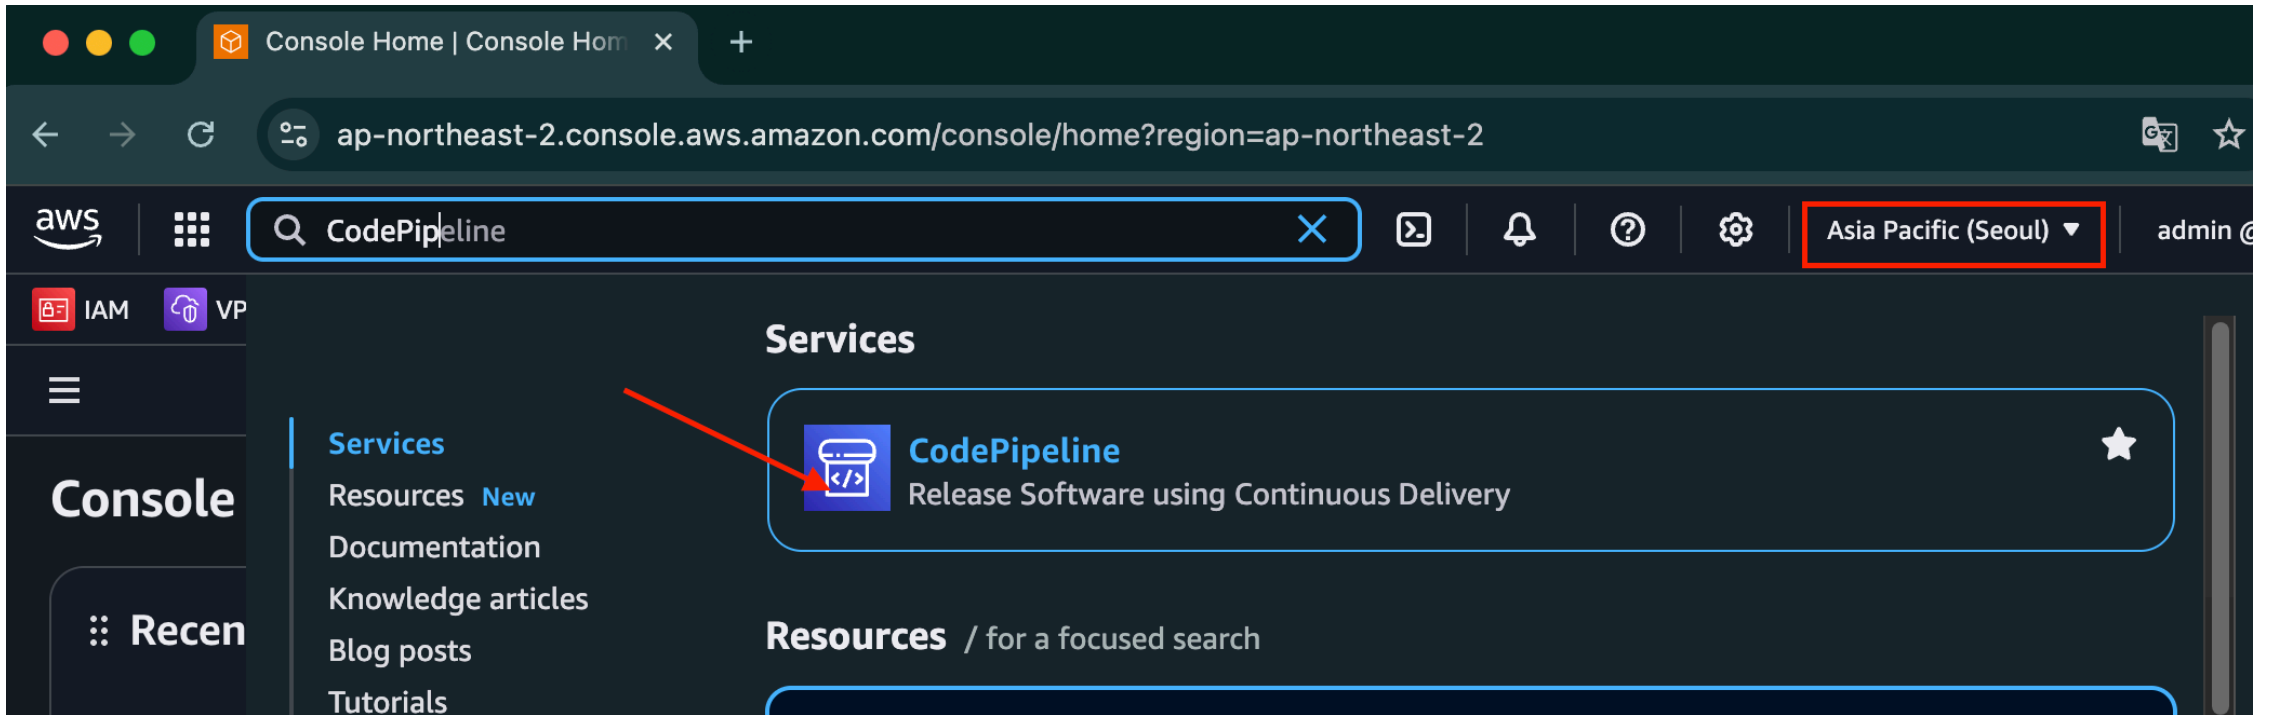 Console Home | Console Hom
ap-northeast-2.console.aws.amazon.com/console/home?region=ap-northeast-2
aws
CodePipeline
Asia Pacific (Seoul)
admin @
IAM
VP
Services
Services
CodePipeline
Release Software using Continuous Delivery
Resources New
Documentation
Knowledge articles
Blog posts
Tutorials
Console
Recen
Resources / for a focused search